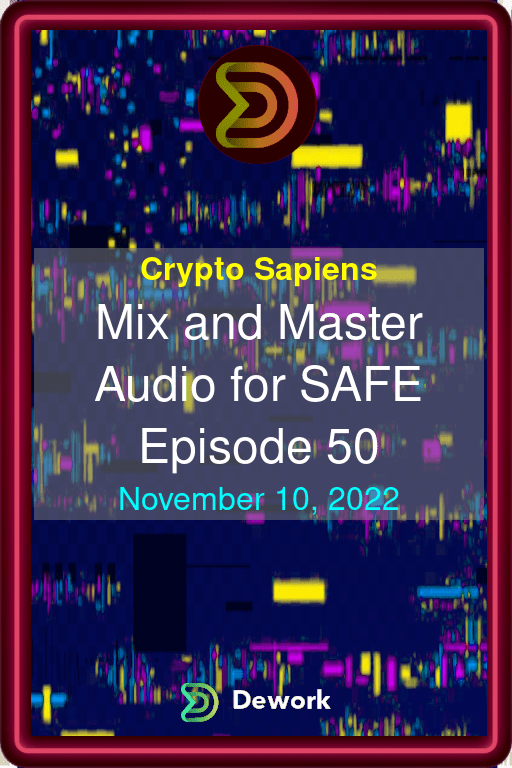 Crypto Sapiens
Mix and Master
Audio for SAFE
Episode 50
November 10, 2022
Dework